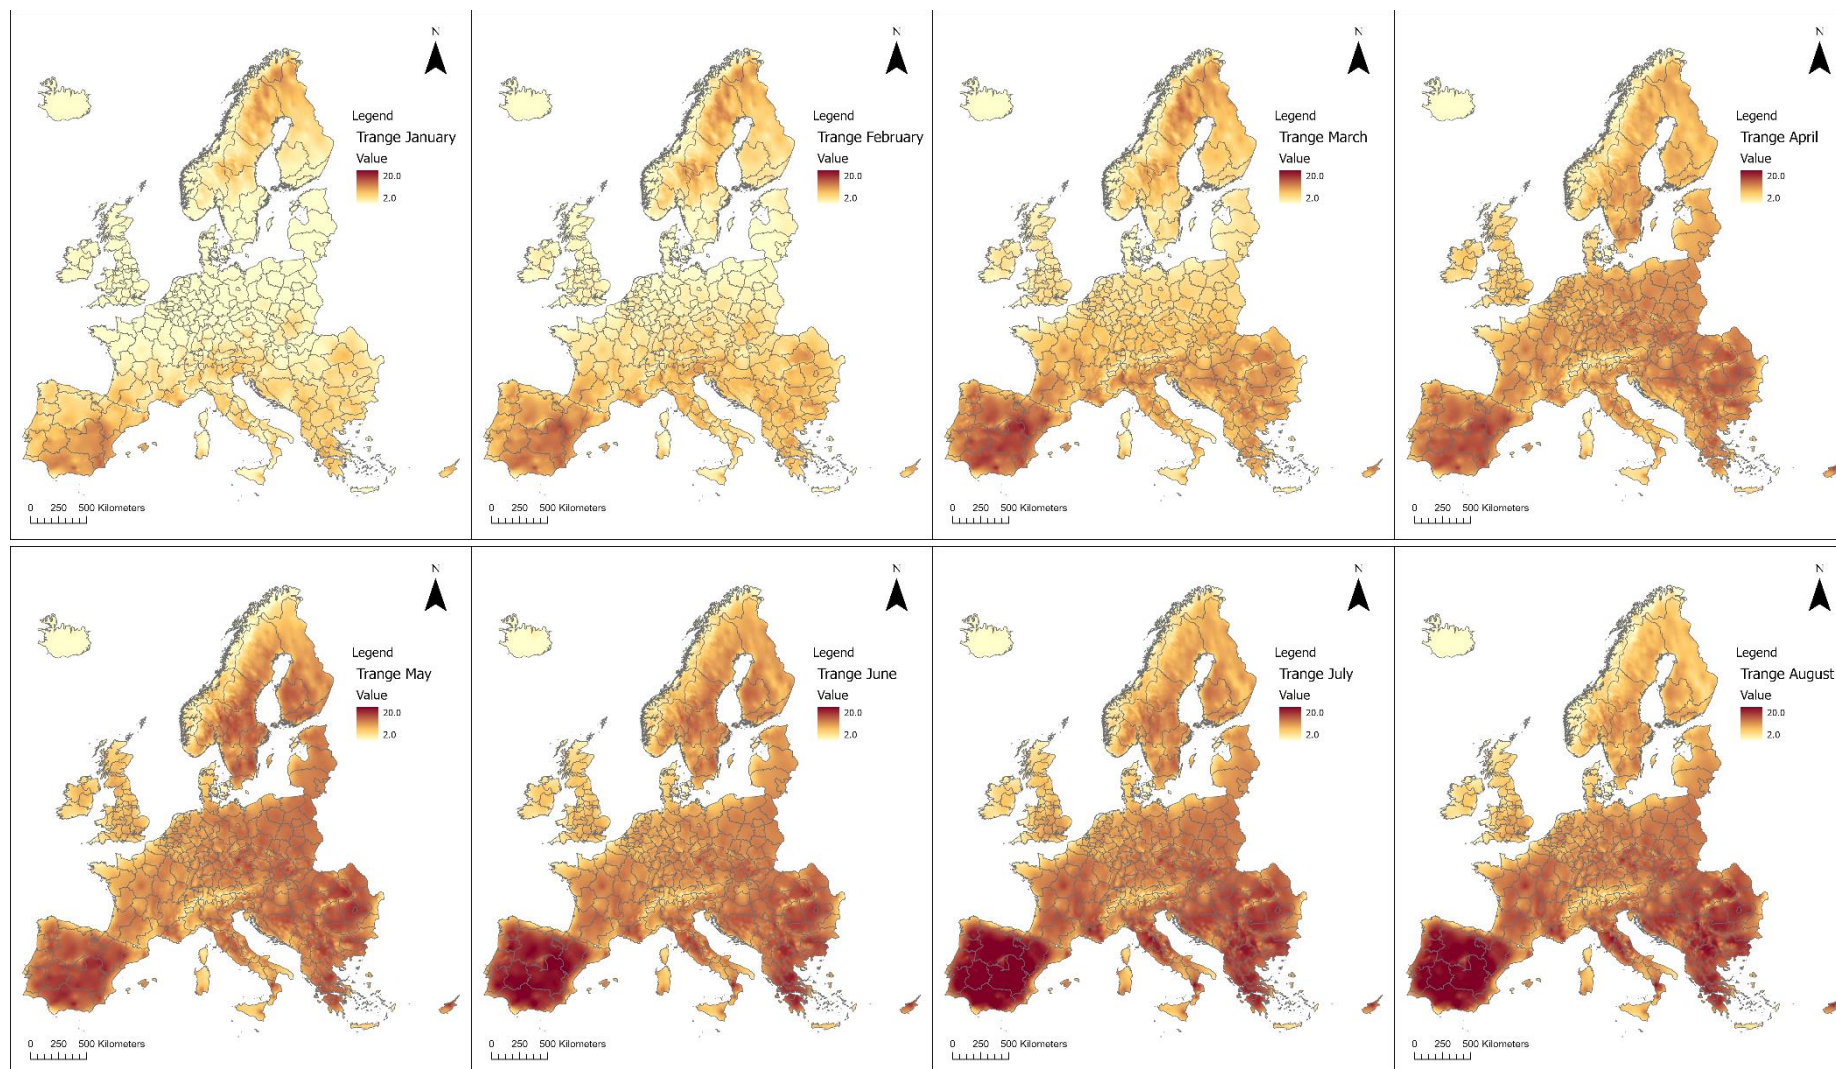 N
Legend
Trange January
Value
20.0
2.0
0 250 500 Kilometers
N
Legend
Trange February
Value
20.0
2.0
0 250 500 Kilometers
N
Legend
Trange March
Value
20.0
2.0
0 250 500 Kilometers
N
Legend
Trange April
Value
20.0
2.0
0 250 500 Kilometers
N
Legend
Trange May
Value
20.0
2.0
0 250 500 Kilometers
N
Legend
Trange June
Value
20.0
2.0
0 250 500 Kilometers
N
Legend
Trange July
Value
20.0
2.0
0 250 500 Kilometers
N
Legend
Trange August
Value
20.0
2.0
0 250 500 Kilometers